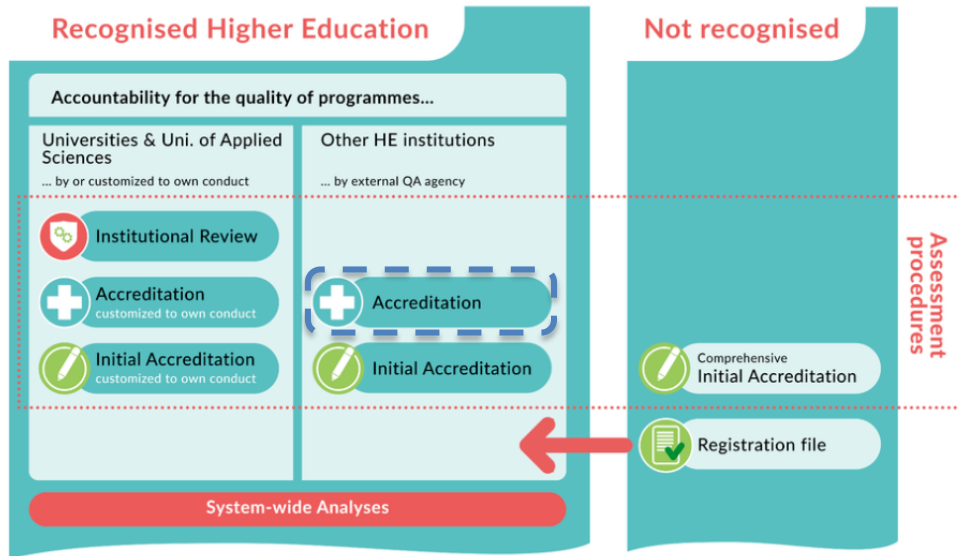 Recognised Higher Education
Not recognised
Accountability for the quality of programmes...
Universities & Uni. of Applied
Sciences
... by or customized to own conduct
Other HE institutions
... by external QA agency
Institutional Review
Accreditation
customized to own conduct
Initial Accreditation
customized to own conduct
Accreditation
Initial Accreditation
Comprehensive
Initial Accreditation
Registration file
Assessment
procedures
System-wide Analyses